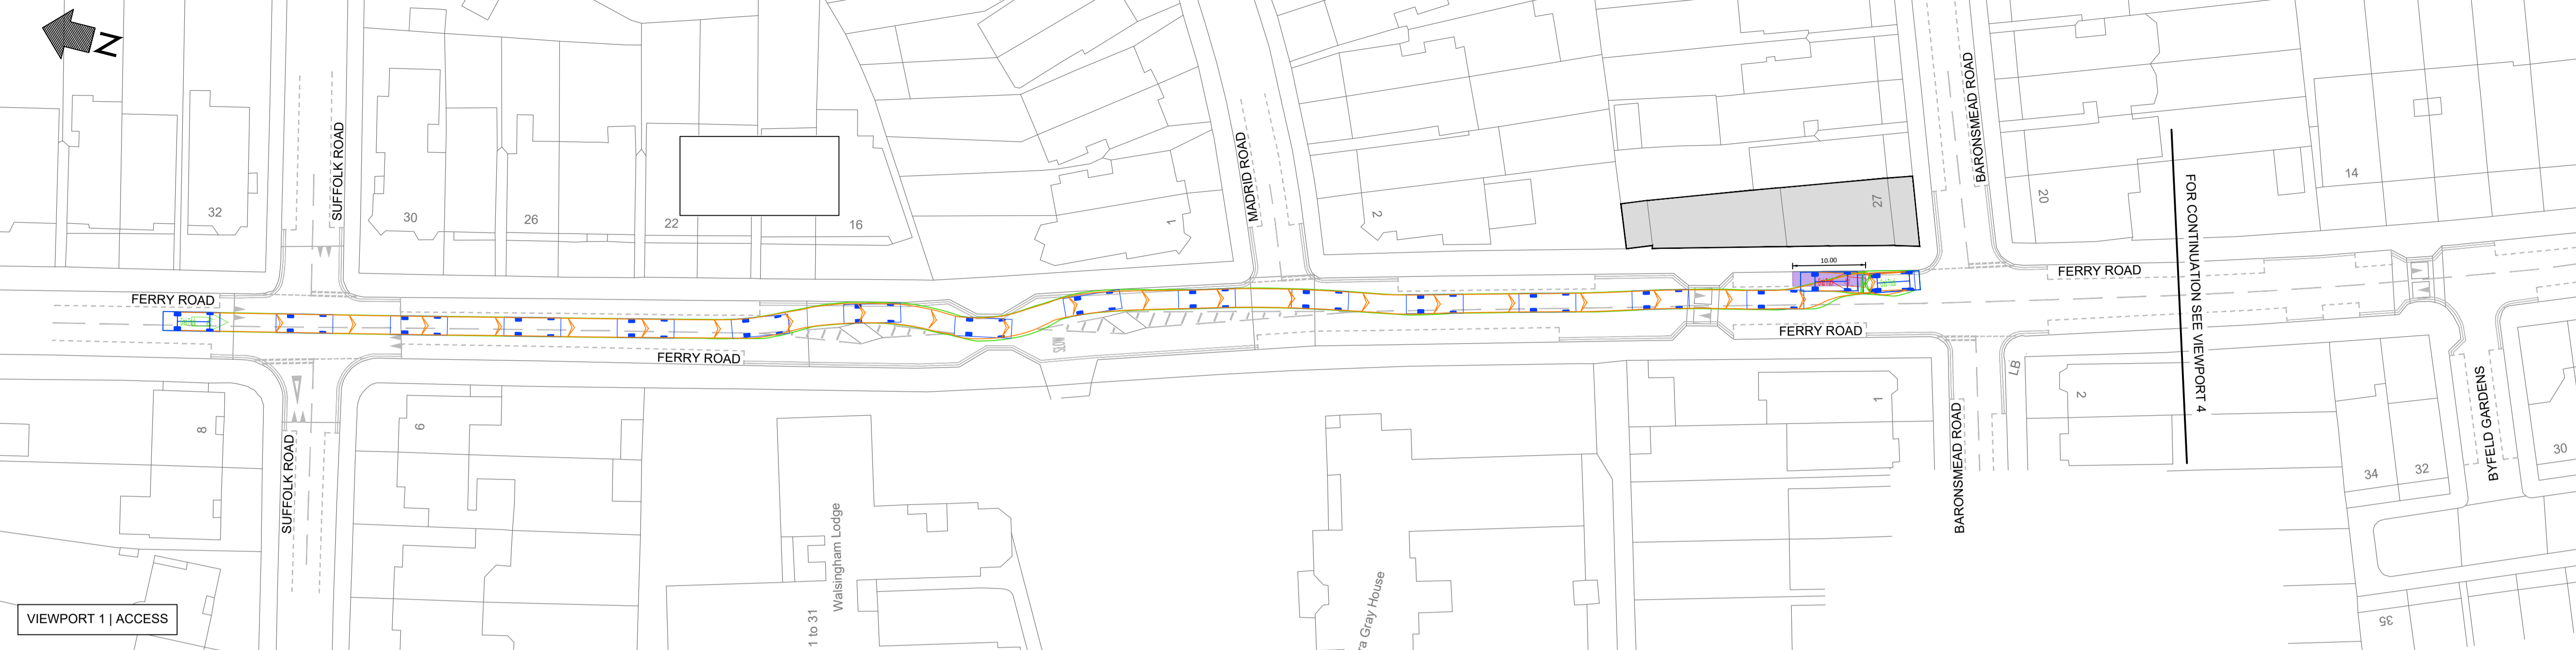 N
SUFFOLK ROAD
MADRID ROAD
BARONSMEAD ROAD
32
30
26
22
16
1
2
27
20
14
FOR CONTINUATION SEE VIEWPORT 4
10.00
FERRY ROAD
FERRY ROAD
FERRY ROAD
FERRY ROAD
SLOW
8
SUFFOLK ROAD
6
1 to 31
Walsingham Lodge
ra Gray House
1
BARONSMEAD ROAD
LB
2
34
32
BYFELD GARDENS
30
35
VIEWPORT 1 | ACCESS